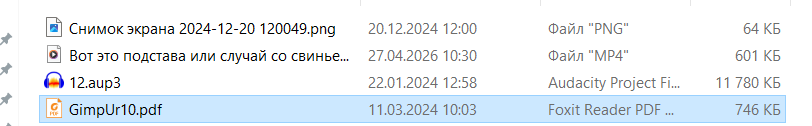 Снимок экрана 2024-12-20 120049.png 20.12.2024 12:00 Файл "PNG" 64 КБ
Вот это подстава или случай со свинье... 27.04.2026 10:30 Файл "MP4" 601 КБ
12.aup3 22.01.2024 12:58 Audacity Project Fi... 11 780 КБ
GimpUr10.pdf 11.03.2024 10:03 Foxit Reader PDF ... 746 КБ